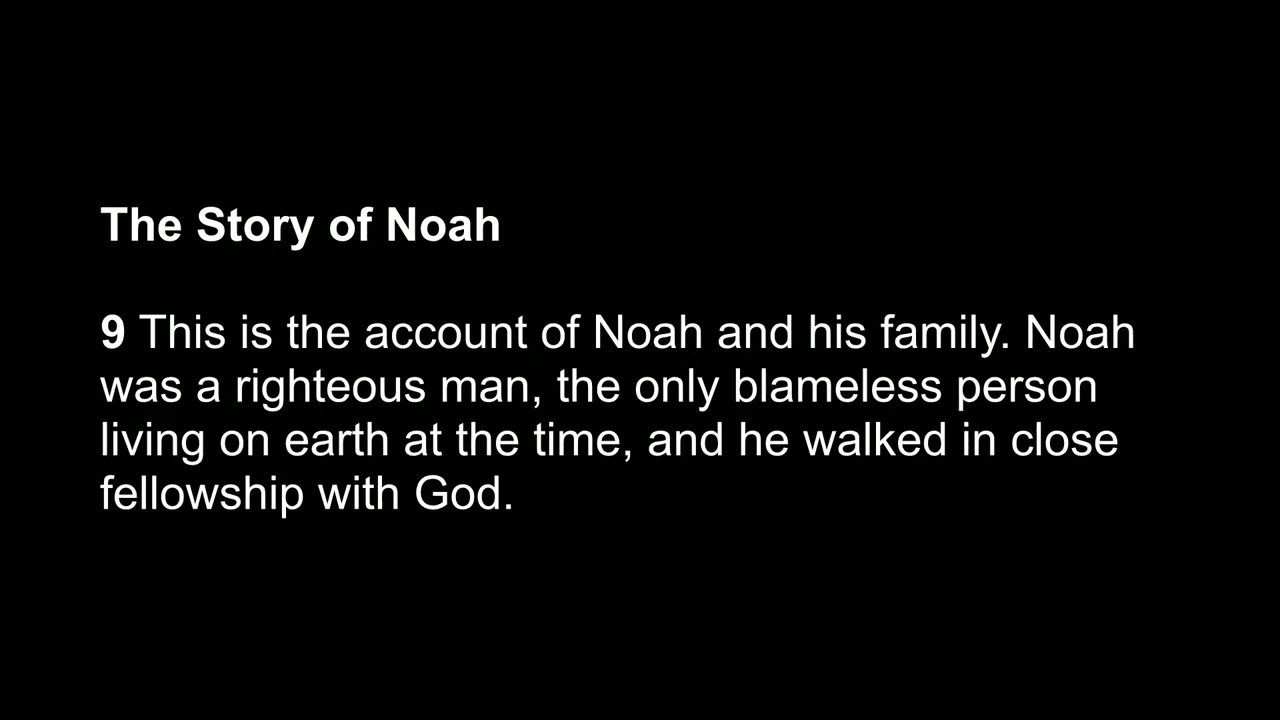 The Story of Noah
9 This is the account of Noah and his family. Noah
was a righteous man, the only blameless person
living on earth at the time, and he walked in close
fellowship with God.